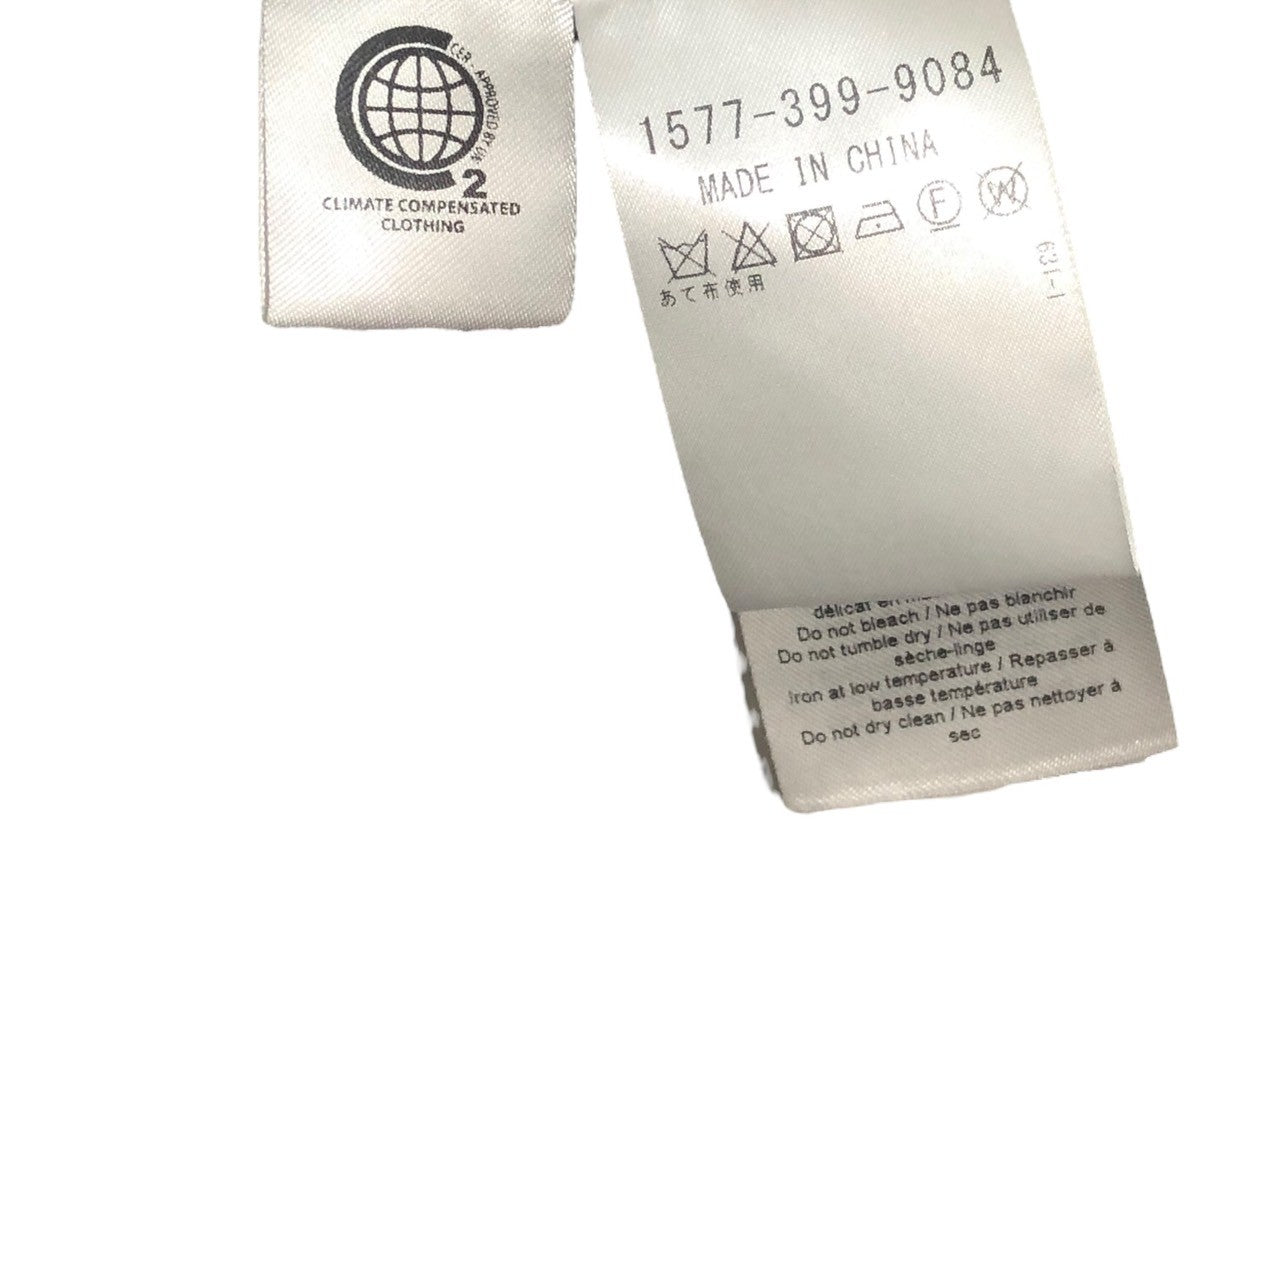 CER - APPROVED BY UN
2
CLIMATE COMPENSATED
CLOTHING
1577-399-9084
MADE IN CHINA
F
W
あて布使用
délicat en
Do not bleach / Ne pas blanchir
Do not tumble dry / Ne pas utiliser de
sèche-linge
Iron at low temperature / Repasser à
basse température
Do not dry clean / Ne pas nettoyer à
sec